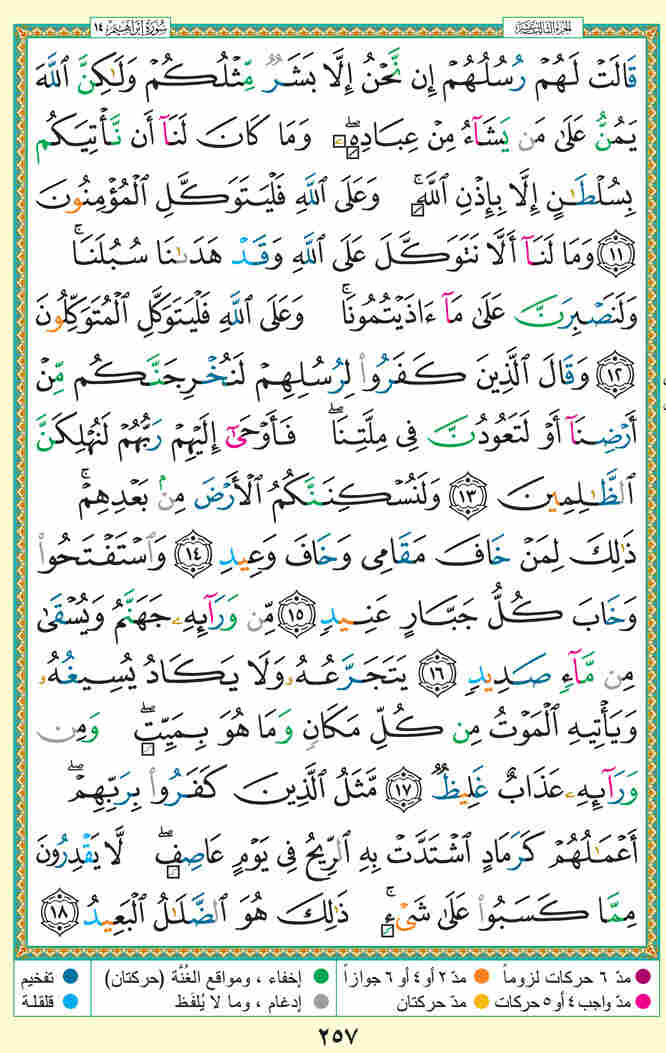 الجزء الثالث عشر
سورة إبراهيم ١٤
قَالَتْ لَهُمْ رُسُلُهُمْ إِن نَّحْنُ إِلَّا بَشَرٌ مِّثْلُكُمْ وَلَٰكِنَّ ٱللَّهَ
يَمُنُّ عَلَىٰ مَن يَشَآءُ مِنْ عِبَادِهِۦۖ وَمَا كَانَ لَنَآ أَن نَّأْتِيَكُم
بِسُلْطَـٰنٍ إِلَّا بِإِذْنِ ٱللَّهِۚ وَعَلَى ٱللَّهِ فَلْيَتَوَكَّلِ ٱلْمُؤْمِنُونَ
١١ وَمَا لَنَآ أَلَّا نَتَوَكَّلَ عَلَى ٱللَّهِ وَقَدْ هَدَىٰنَا سُبُلَنَاۚ
وَلَنَصْبِرَنَّ عَلَىٰ مَآ ءَاذَيْتُمُونَاۚ وَعَلَى ٱللَّهِ فَلْيَتَوَكَّلِ ٱلْمُتَوَكِّلُونَ
١٢ وَقَالَ ٱلَّذِينَ كَفَرُوا۟ لِرُسُلِهِمْ لَنُخْرِجَنَّكُم مِّنْ
أَرْضِنَآ أَوْ لَتَعُودُنَّ فِى مِلَّتِنَاۖ فَأَوْحَىٰٓ إِلَيْهِمْ رَبُّهُمْ لَنُهْلِكَنَّ
ٱلظَّـٰلِمِينَ ١٣ وَلَنُسْكِنَنَّكُمُ ٱلْأَرْضَ مِنۢ بَعْدِهِمْۚ
ذَٰلِكَ لِمَنْ خَافَ مَقَامِى وَخَافَ وَعِيدِ ١٤ وَٱسْتَفْتَحُوا۟
وَخَابَ كُلُّ جَبَّارٍ عَنِيدٍ ١٥ مِّن وَرَآئِهِۦ جَهَنَّمُ وَيُسْقَىٰ
مِن مَّآءٍ صَدِيدٍ ١٦ يَتَجَرَّعُهُۥ وَلَا يَكَادُ يُسِيغُهُۥ
وَيَأْتِيهِ ٱلْمَوْتُ مِن كُلِّ مَكَانٍ وَمَا هُوَ بِمَيِّتٍۖ وَمِن
وَرَآئِهِۦ عَذَابٌ غَلِيظٌ ١٧ مَّثَلُ ٱلَّذِينَ كَفَرُوا۟ بِرَبِّهِمْۖ
أَعْمَـٰلُهُمْ كَرَمَادٍ ٱشْتَدَّتْ بِهِ ٱلرِّيحُ فِى يَوْمٍ عَاصِفٍۖ لَّا يَقْدِرُونَ
مِمَّا كَسَبُوا۟ عَلَىٰ شَىْءٍۚ ذَٰلِكَ هُوَ ٱلضَّلَـٰلُ ٱلْبَعِيدُ ١٨
مدّ ٦ حركات لزوماً مدّ ٢ أو ٤ أو ٦ جوازاً إخفاء ، ومواقع الغُنَّة (حركتان) تفخيم
مدّ واجب ٤ أو ٥ حركات مدّ حركتان إدغام ، وما لا يُلفَظ قلقلة
٢٥٧